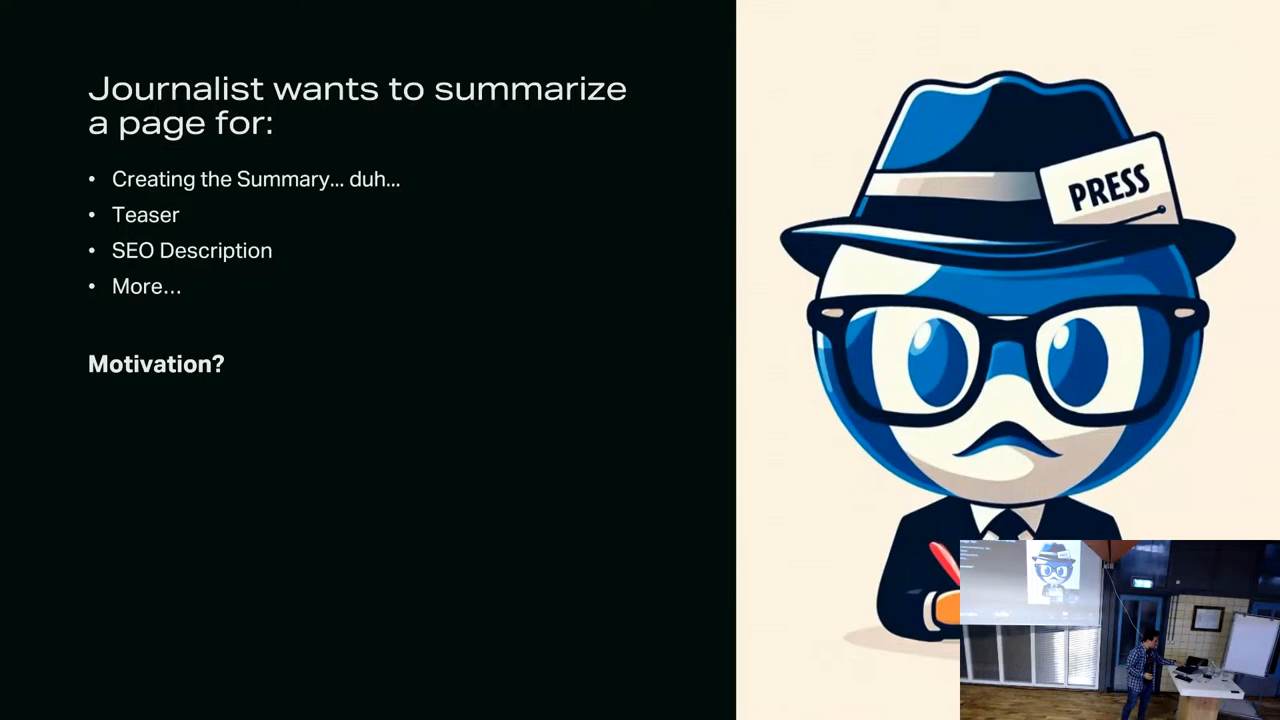 Journalist wants to summarize
a page for:
• Creating the Summary... duh...
• Teaser
• SEO Description
• More...
Motivation?
PRESS